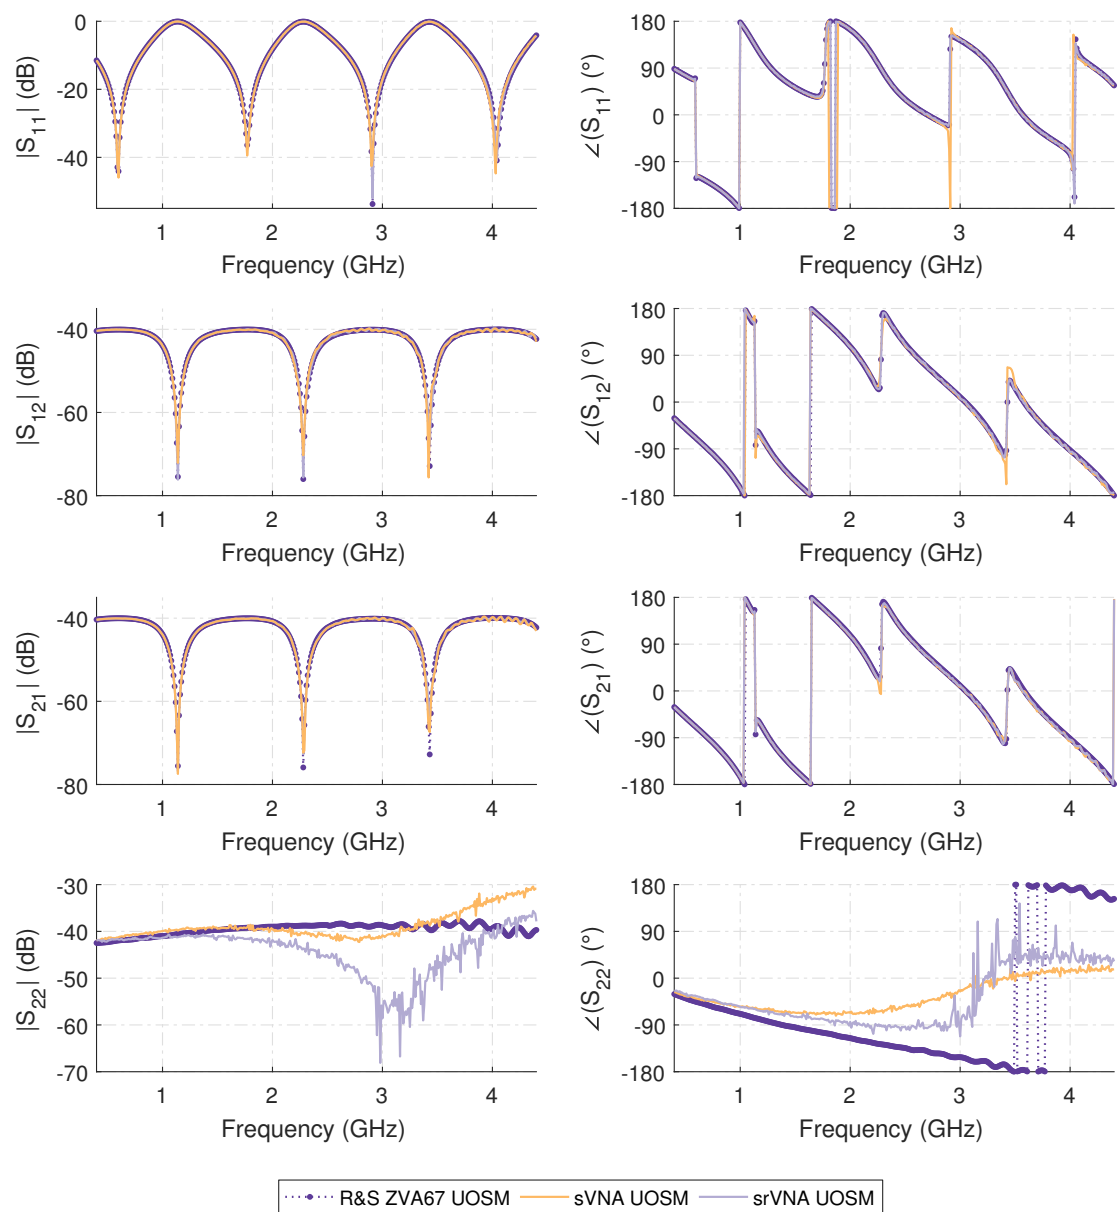 |S11| (dB)
0
-20
-40
1 2 3 4
Frequency (GHz)
∠(S11) (°)
180
90
0
-90
-180
1 2 3 4
Frequency (GHz)
|S12| (dB)
-40
-60
-80
1 2 3 4
Frequency (GHz)
∠(S12) (°)
180
90
0
-90
-180
1 2 3 4
Frequency (GHz)
|S21| (dB)
-40
-60
-80
1 2 3 4
Frequency (GHz)
∠(S21) (°)
180
90
0
-90
-180
1 2 3 4
Frequency (GHz)
|S22| (dB)
-30
-40
-50
-60
-70
1 2 3 4
Frequency (GHz)
∠(S22) (°)
180
90
0
-90
-180
1 2 3 4
Frequency (GHz)
R&S ZVA67 UOSM sVNA UOSM srVNA UOSM